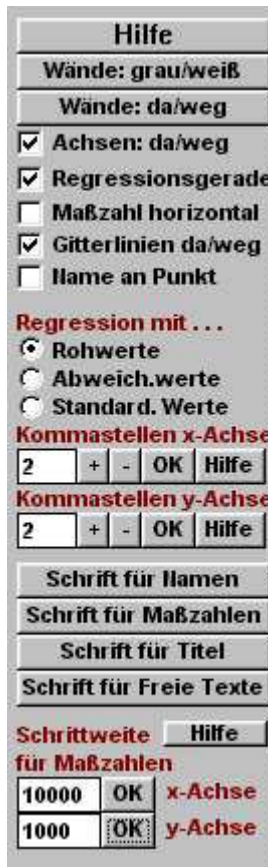 Hilfe
Wände: grau/weiß
Wände: da/weg
Achsen: da/weg
Regressionsgerade
Maßzahl horizontal
Gitterlinien da/weg
Name an Punkt
Regression mit . . .
Rohwerte
Abweich.werte
Standard. Werte
Kommastellen x-Achse
2 + - OK Hilfe
Kommastellen y-Achse
2 + - OK Hilfe
Schrift für Namen
Schrift für Maßzahlen
Schrift für Titel
Schrift für Freie Texte
Schrittweite Hilfe
für Maßzahlen
10000 OK x-Achse
1000 OK y-Achse